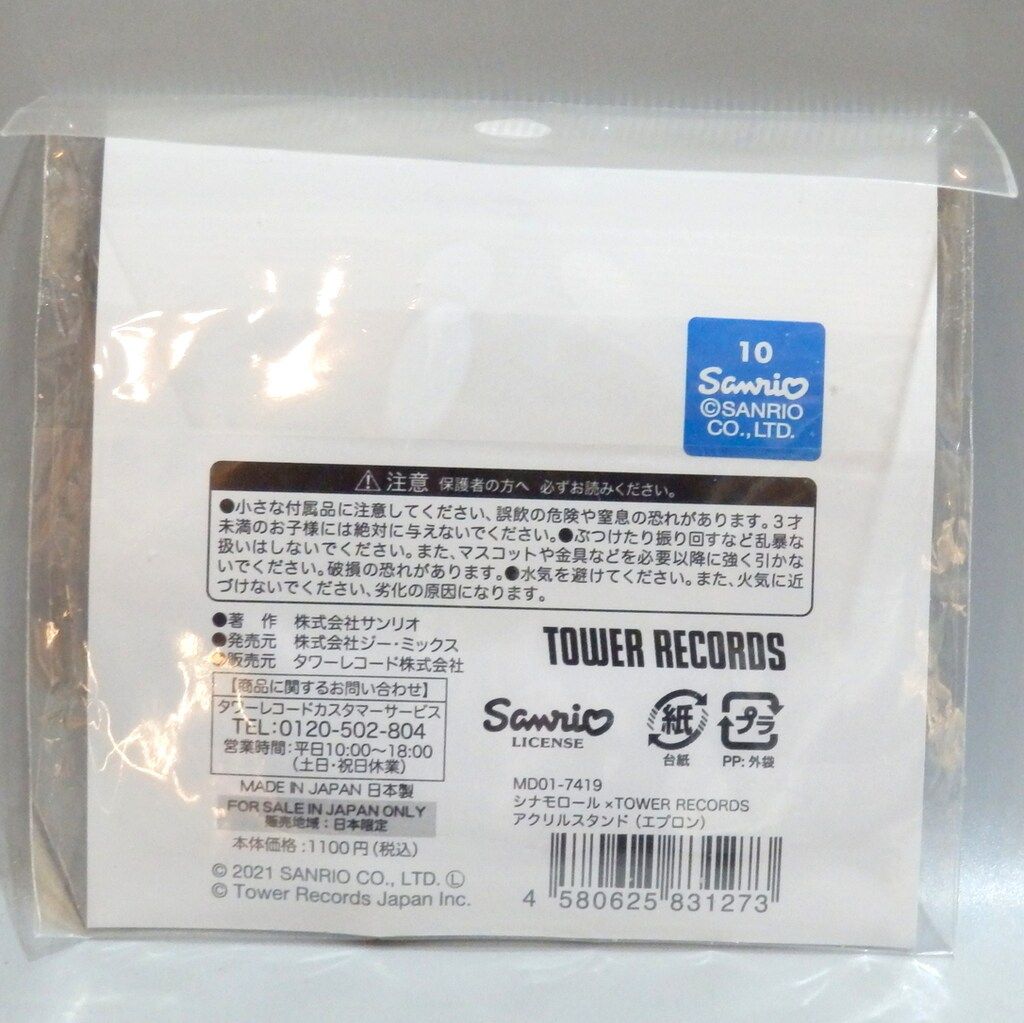 10
Sanrio
©SANRIO
CO., LTD.
⚠ 注意 保護者の方へ 必ずお読みください。
●小さな付属品に注意してください、誤飲の危険や窒息の恐れがあります。3才
未満のお子様には絶対に与えないでください。●ぶつけたり振り回すなど乱暴な
扱いはしないでください。また、マスコットや金具などを必要以降に強く引かな
いでください。破損の恐れがあります。●水気を避けてください。また、火気に近
づけないでください、劣化の原因になります。
●著 作 株式会社サンリオ
●発売元 株式会社ジー・ミックス
●販売元 タワーレコード株式会社
TOWER RECORDS
【商品に関するお問い合わせ】
タワーレコードカスタマーサービス
TEL:0120-502-804
営業時間:平日10:00〜18:00
(土日・祝日休業)
Sanrio
LICENSE
紙
台紙
プラ
PP: 外袋
MADE IN JAPAN 日本製
FOR SALE IN JAPAN ONLY
販売地域:日本限定
本体価格:1100円(税込)
© 2021 SANRIO CO., LTD. Ⓛ
© Tower Records Japan Inc.
MD01-7419
シナモロール ×TOWER RECORDS
アクリルスタンド (エプロン)
4 580625 831273